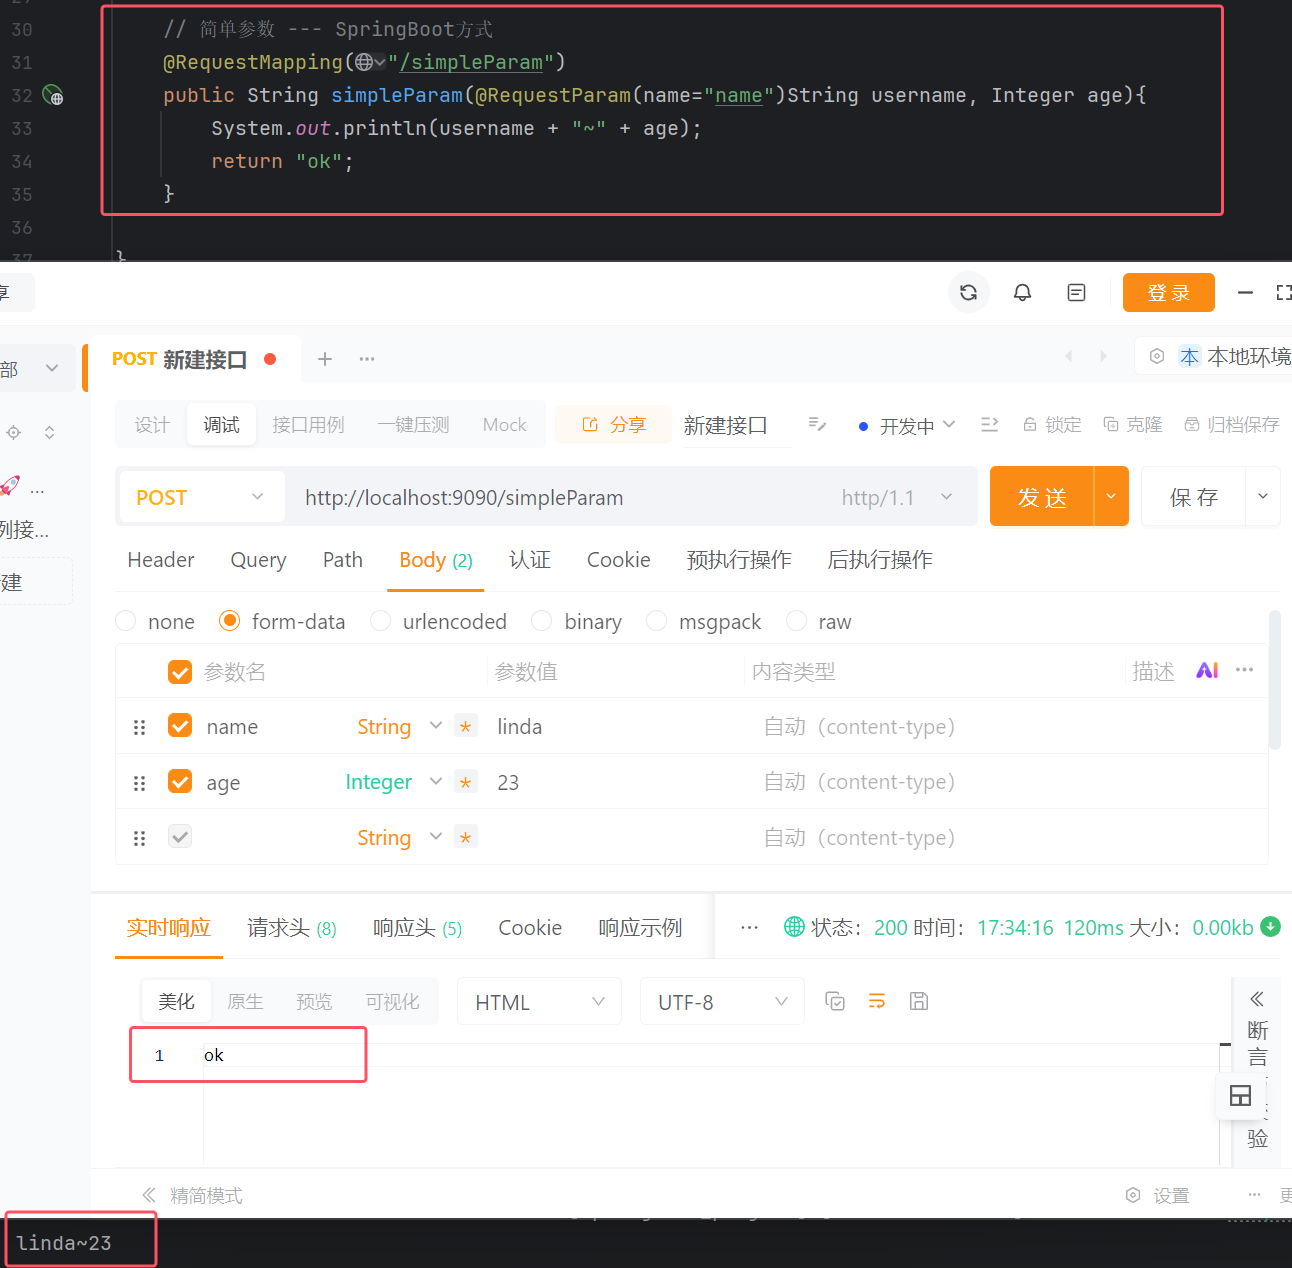 30 // 简单参数 --- SpringBoot方式
31 @RequestMapping("/simpleParam")
32 public String simpleParam(@RequestParam(name="name")String username, Integer age){
33 System.out.println(username + "~" + age);
34 return "ok";
35 }
36
37 }
享
登 录
部
POST 新建接口
本 本地环境
设计 调试 接口用例 一键压测 Mock 分享 新建接口 开发中 锁定 克隆 归档保存
...
POST http://localhost:9090/simpleParam http/1.1 发 送 保 存
例接...
Header Query Path Body (2) 认证 Cookie 预执行操作 后执行操作
建
none form-data urlencoded binary msgpack raw
参数名 参数值 内容类型 描述 AI
name String * linda 自动（content-type）
age Integer * 23 自动（content-type）
String * 自动（content-type）
实时响应 请求头 (8) 响应头 (5) Cookie 响应示例 ... 状态： 200 时间： 17:34:16 120ms 大小： 0.00kb
美化 原生 预览 可视化 HTML UTF-8
1 ok
断
言
验
精简模式 设置 ... 更
linda~23